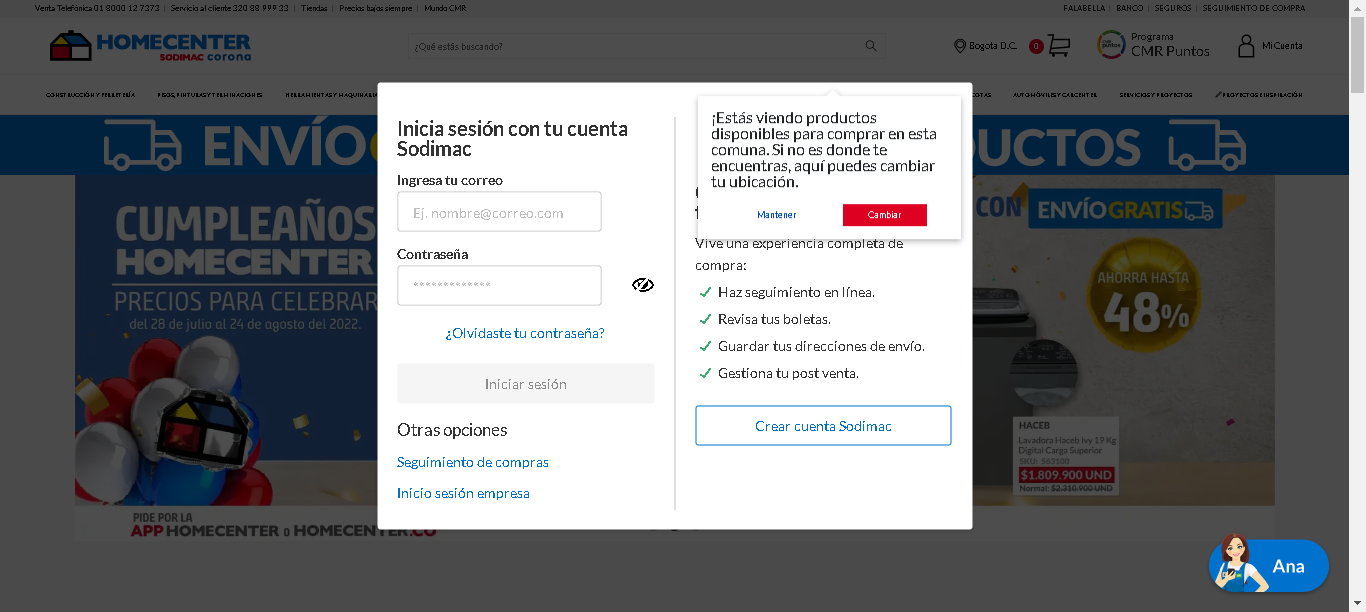 Venta Telefónica 01 8000 12 7373 | Servicio al cliente 320 88 999 33 | Tiendas | Precios bajos siempre | Mundo CMR
FALABELLA | BANCO | SEGUROS | SEGUIMIENTO DE COMPRA
HOMECENTER
SODIMAC corona
¿Qué estás buscando?
Bogota D.C.
0
Programa
CMR Puntos
Mi Cuenta
CONSTRUCCIÓN Y FERRETERÍA
PISOS, PINTURAS Y TERMINACIONES
HERRAMIENTAS Y MAQUINARIA
AUTOMÓVILES Y CAR CENTER
SERVICIOS Y PROYECTOS
PROYECTOS E INSPIRACIÓN
ENVÍO
CUMPLEAÑOS
HOMECENTER
PRECIOS PARA CELEBRAR
del 28 de julio al 24 de agosto del 2022.
PIDE POR LA
APP HOMECENTER o HOMECENTER.CO
Inicia sesión con tu cuenta
Sodimac
Ingresa tu correo
Ej. nombre@correo.com
Contraseña
*************
¿Olvidaste tu contraseña?
Iniciar sesión
Otras opciones
Seguimiento de compras
Inicio sesión empresa
¡Estás viendo productos
disponibles para comprar en esta
comuna. Si no es donde te
encuentras, aquí puedes cambiar
tu ubicación.
Mantener
Cambiar
Vive una experiencia completa de
compra:
Haz seguimiento en línea.
Revisa tus boletas.
Guardar tus direcciones de envío.
Gestiona tu post venta.
Crear cuenta Sodimac
UCTOS
CON ENVÍO GRATIS
AHORRA HASTA
48%
HACEB
Lavadora Haceb Ivy 19 Kg
Digital Carga Superior
SKU: 563100
$1.809.900 UND
Normal: $2.310.900 UND
Ana